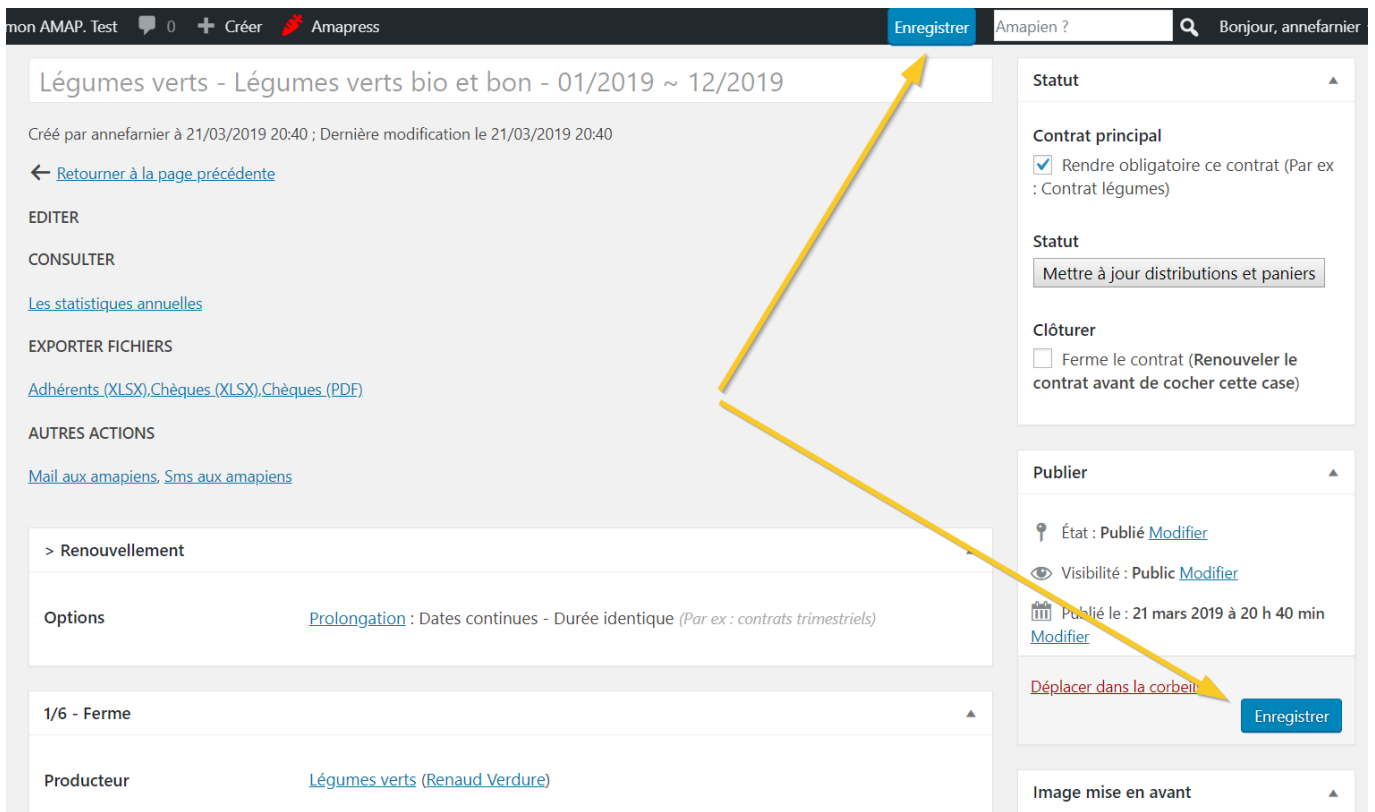 mon AMAP. Test 0 Créer Amapress Enregistrer Amapien ? Bonjour, annefarnier
Légumes verts - Légumes verts bio et bon - 01/2019 ~ 12/2019
Créé par annefarnier à 21/03/2019 20:40 ; Dernière modification le 21/03/2019 20:40
Retourner à la page précédente
EDITER
CONSULTER
Les statistiques annuelles
EXPORTER FICHIERS
Adhérents (XLSX),Chèques (XLSX),Chèques (PDF)
AUTRES ACTIONS
Mail aux amapiens, Sms aux amapiens
> Renouvellement
Options
Prolongation : Dates continues - Durée identique (Par ex : contrats trimestriels)
1/6 - Ferme
Producteur
Légumes verts (Renaud Verdure)
Statut
Contrat principal
Rendre obligatoire ce contrat (Par ex
: Contrat légumes)
Statut
Mettre à jour distributions et paniers
Clôturer
Ferme le contrat (Renouveler le
contrat avant de cocher cette case)
Publier
État : Publié Modifier
Visibilité : Public Modifier
Publié le : 21 mars 2019 à 20 h 40 min
Modifier
Déplacer dans la corbeille
Enregistrer
Image mise en avant